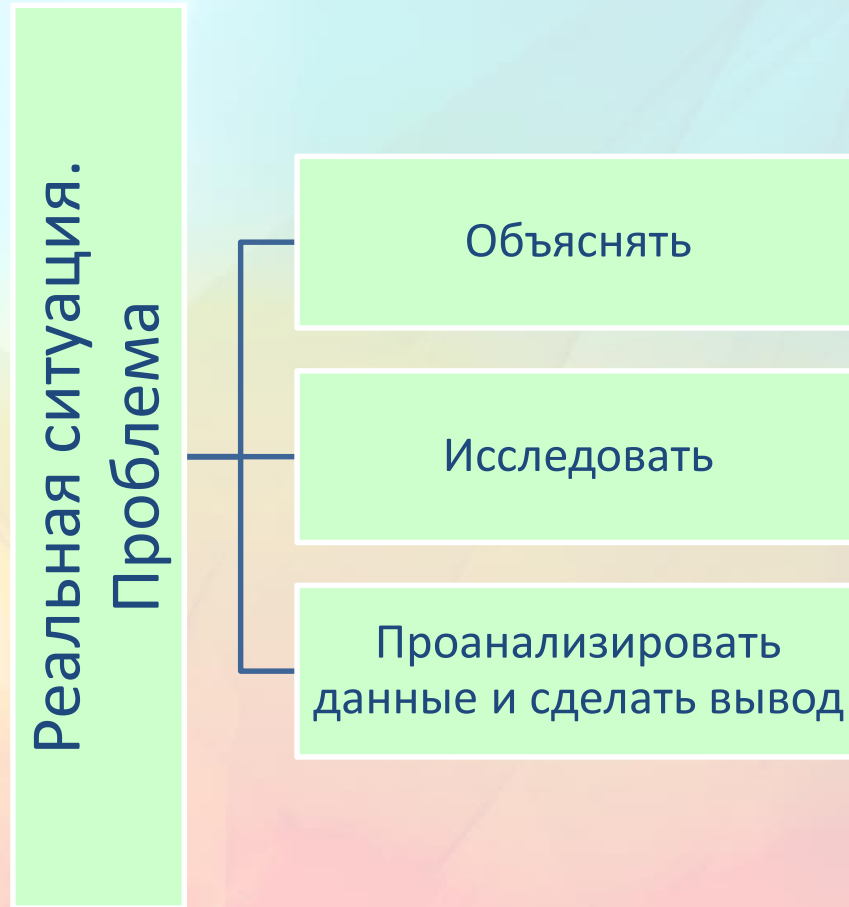 Реальная ситуация.
Проблема
Объяснять
Исследовать
Проанализировать
данные и сделать вывод